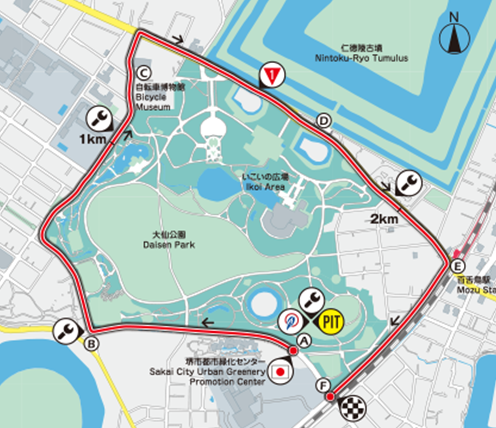 N
仁徳陵古墳
Nintoku-Ryo Tumulus
C
自転車博物館
Bicycle
Museum
1
D
1km
いこいの広場
Ikoi Area
2km
大仙公園
Daisen Park
E
百舌鳥駅
Mozu Sta
PIT
A
B
堺市都市緑化センター
Sakai City Urban Greenery
Promotion Center
F